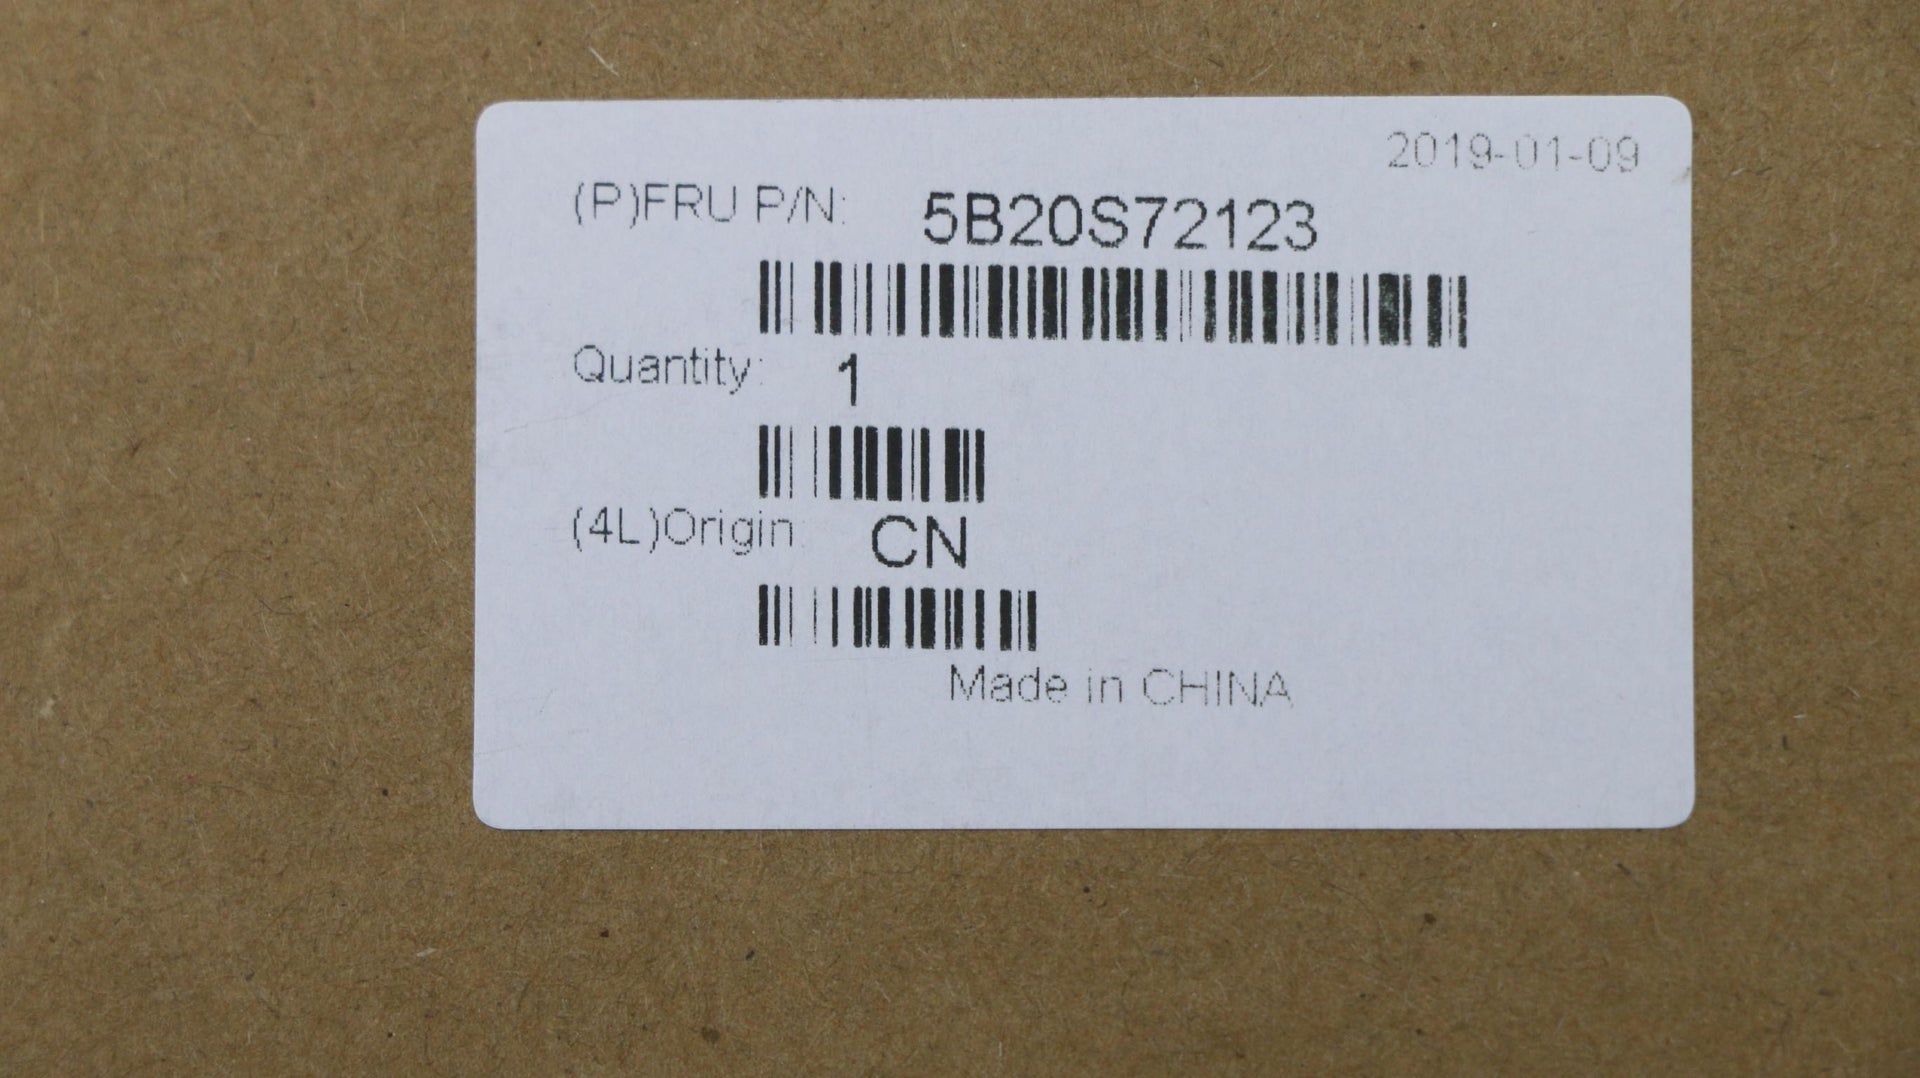 2019-01-09
(P)FRU P/N: 5B20S72123
Quantity: 1
(4L)Origin CN
Made in CHINA